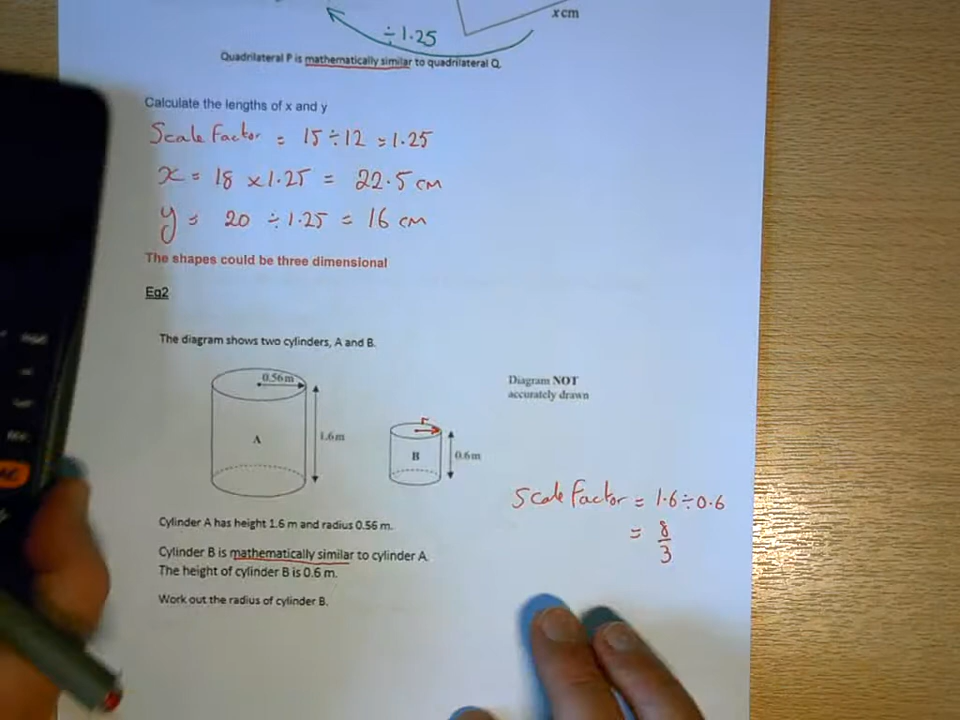 x cm
÷1.25
Quadrilateral P is mathematically similar to quadrilateral Q.
Calculate the lengths of x and y
Scale Factor = 15 ÷ 12 = 1.25
x = 18 × 1.25 = 22.5 cm
y = 20 ÷ 1.25 = 16 cm
The shapes could be three dimensional
Eg2
The diagram shows two cylinders, A and B.
0.56m
A
1.6m
r
B
0.6m
Diagram NOT
accurately drawn
Scale Factor = 1.6 ÷ 0.6
= 8/3
Cylinder A has height 1.6 m and radius 0.56 m.
Cylinder B is mathematically similar to cylinder A.
The height of cylinder B is 0.6 m.
Work out the radius of cylinder B.
AC